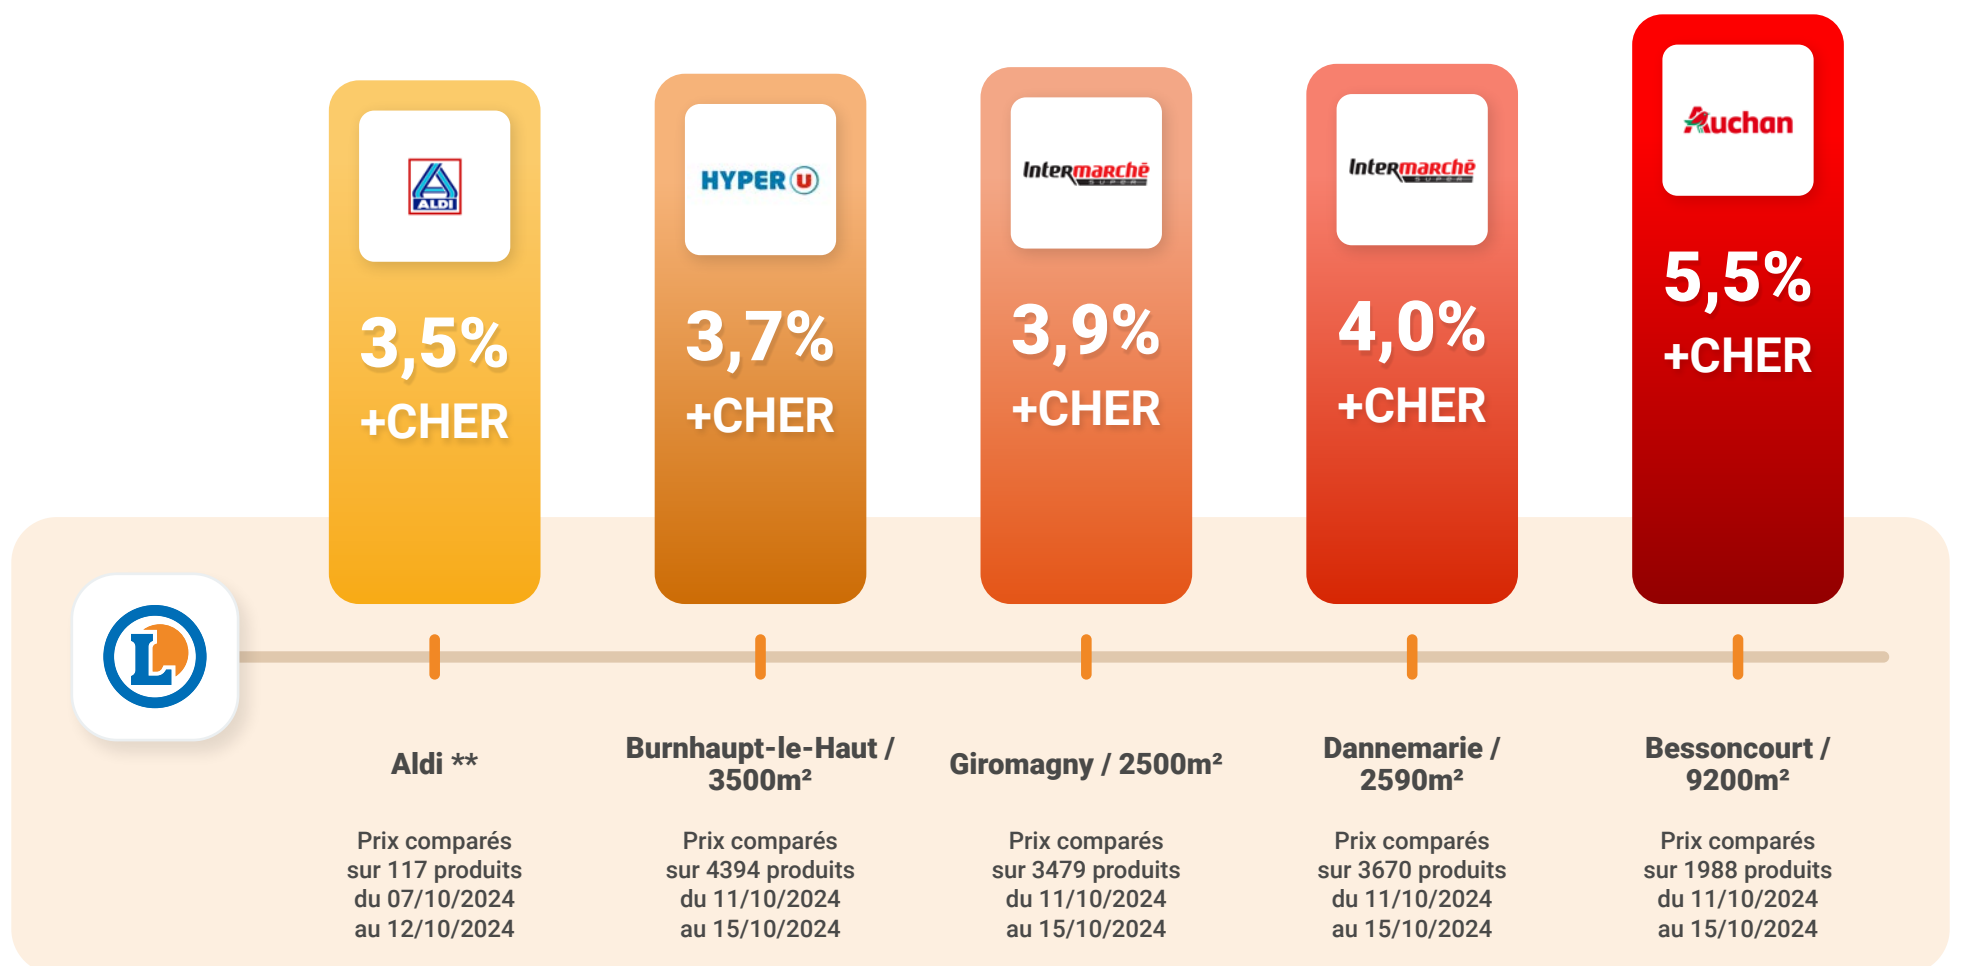 ALDI
3,5%
+CHER
HYPER U
3,7%
+CHER
Intermarchē
SUPER
3,9%
+CHER
Intermarchē
SUPER
4,0%
+CHER
Auchan
5,5%
+CHER
L
Aldi **
Prix comparés
sur 117 produits
du 07/10/2024
au 12/10/2024
Burnhaupt-le-Haut /
3500m²
Prix comparés
sur 4394 produits
du 11/10/2024
au 15/10/2024
Giromagny / 2500m²
Prix comparés
sur 3479 produits
du 11/10/2024
au 15/10/2024
Dannemarie /
2590m²
Prix comparés
sur 3670 produits
du 11/10/2024
au 15/10/2024
Bessoncourt /
9200m²
Prix comparés
sur 1988 produits
du 11/10/2024
au 15/10/2024